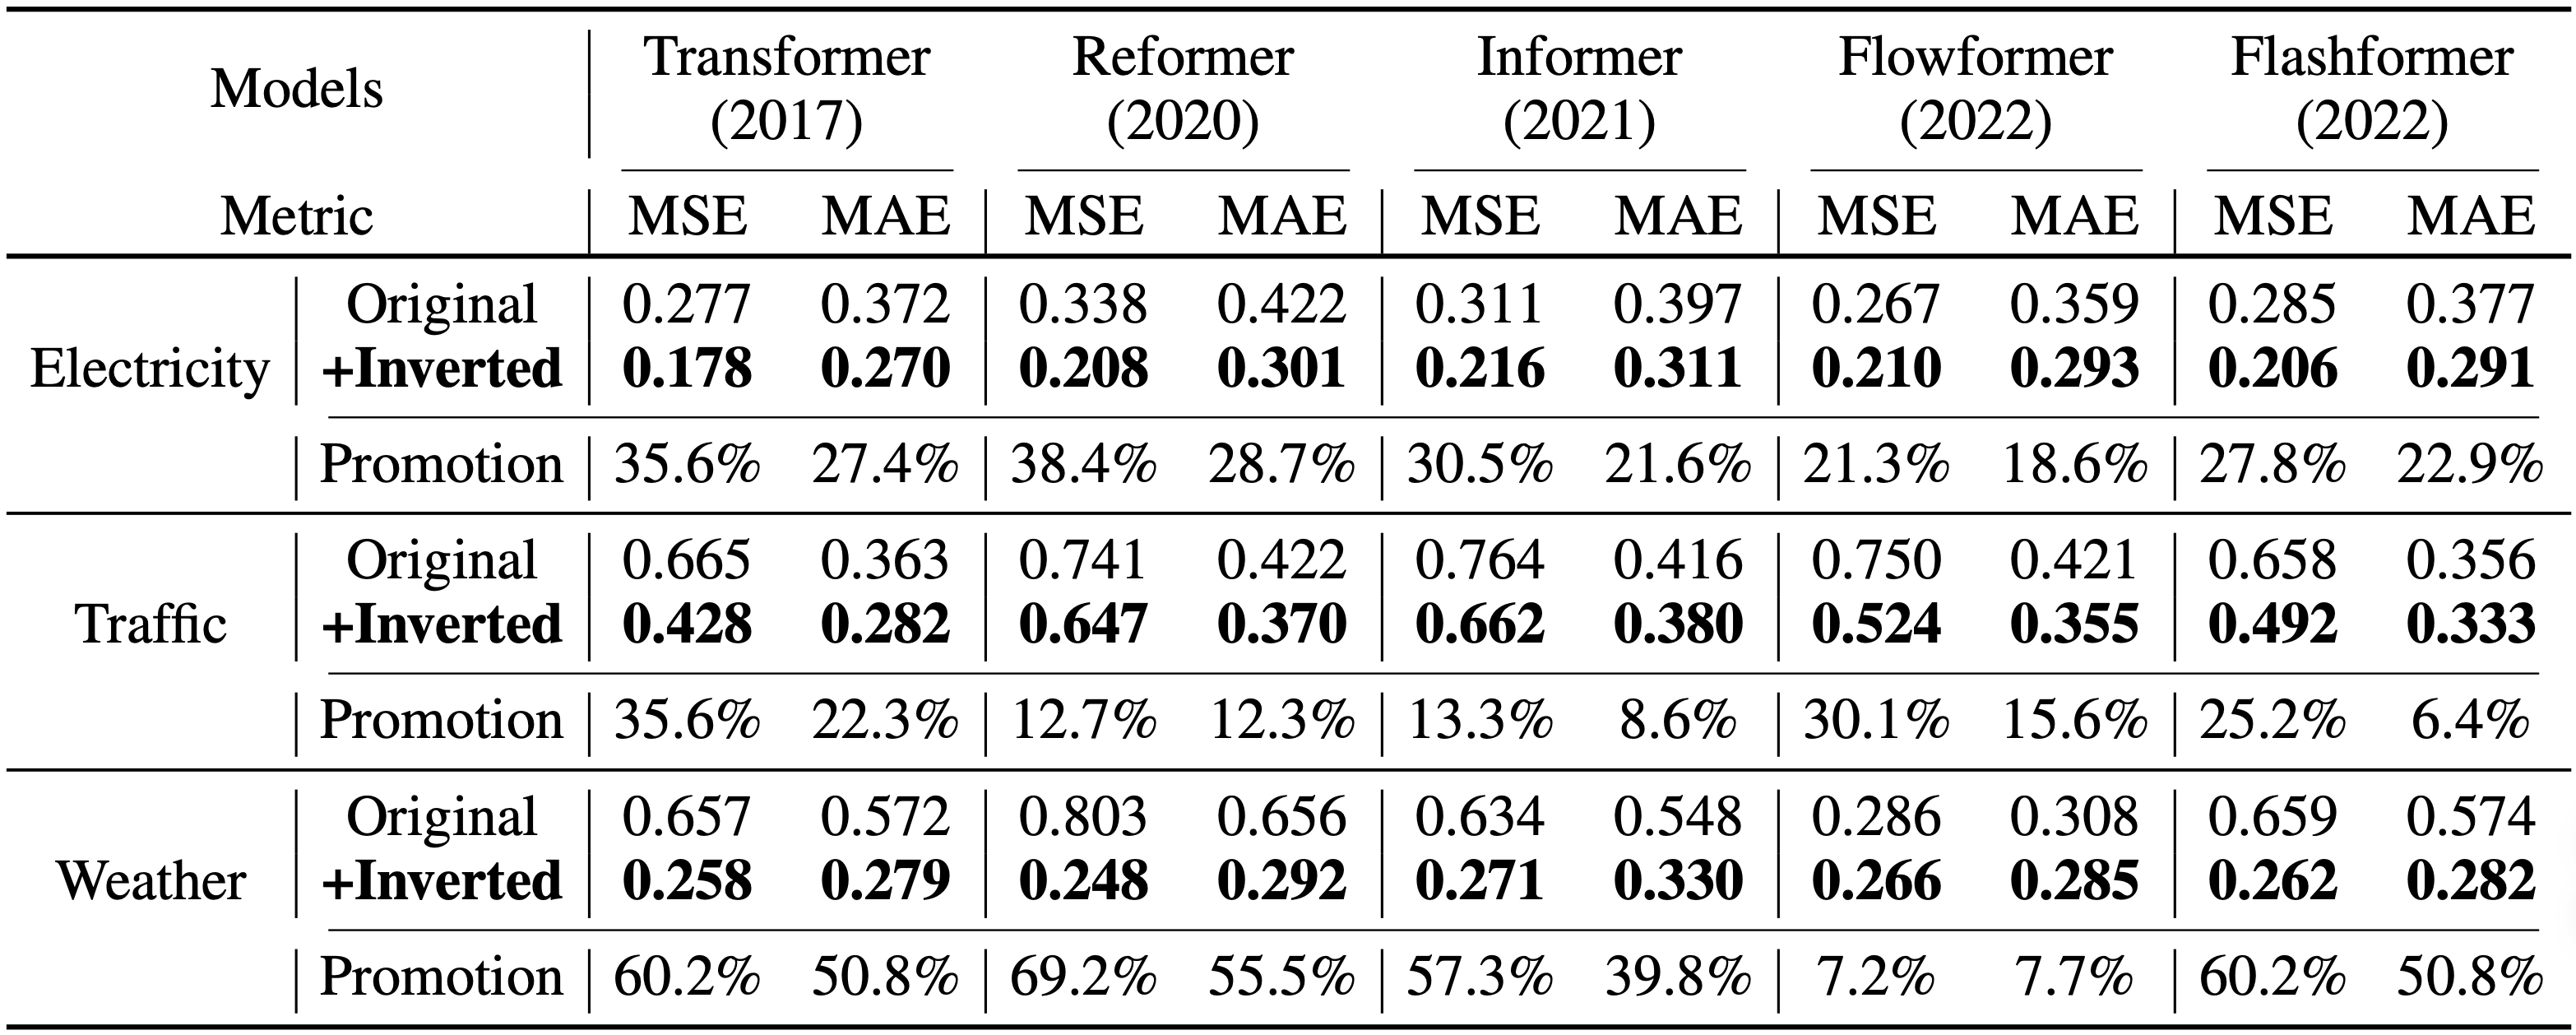 Models Transformer Reformer Informer Flowformer Flashformer
(2017) (2020) (2021) (2022) (2022)
Metric MSE MAE MSE MAE MSE MAE MSE MAE MSE MAE
Original 0.277 0.372 0.338 0.422 0.311 0.397 0.267 0.359 0.285 0.377
Electricity +Inverted 0.178 0.270 0.208 0.301 0.216 0.311 0.210 0.293 0.206 0.291
Promotion 35.6% 27.4% 38.4% 28.7% 30.5% 21.6% 21.3% 18.6% 27.8% 22.9%
Original 0.665 0.363 0.741 0.422 0.764 0.416 0.750 0.421 0.658 0.356
Traffic +Inverted 0.428 0.282 0.647 0.370 0.662 0.380 0.524 0.355 0.492 0.333
Promotion 35.6% 22.3% 12.7% 12.3% 13.3% 8.6% 30.1% 15.6% 25.2% 6.4%
Original 0.657 0.572 0.803 0.656 0.634 0.548 0.286 0.308 0.659 0.574
Weather +Inverted 0.258 0.279 0.248 0.292 0.271 0.330 0.266 0.285 0.262 0.282
Promotion 60.2% 50.8% 69.2% 55.5% 57.3% 39.8% 7.2% 7.7% 60.2% 50.8%